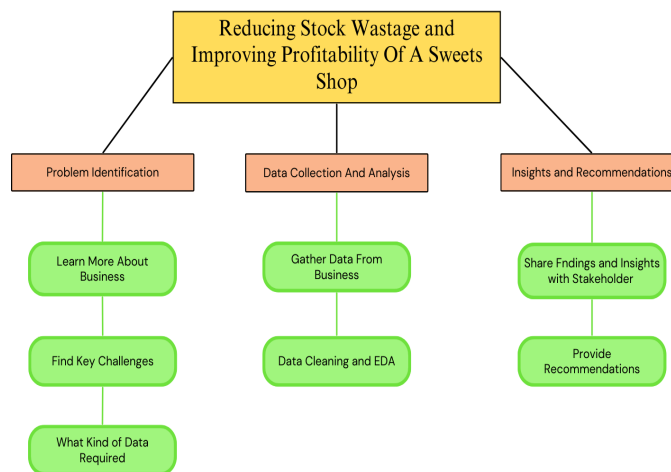 Reducing Stock Wastage and
Improving Profitability Of A Sweets
Shop
Problem Identification
Data Collection And Analysis
Insights and Recommendations
Learn More About
Business
Gather Data From
Business
Share Fndings and Insights
with Stakeholder
Find Key Challenges
Data Cleaning and EDA
Provide
Recommendations
What Kind of Data
Required